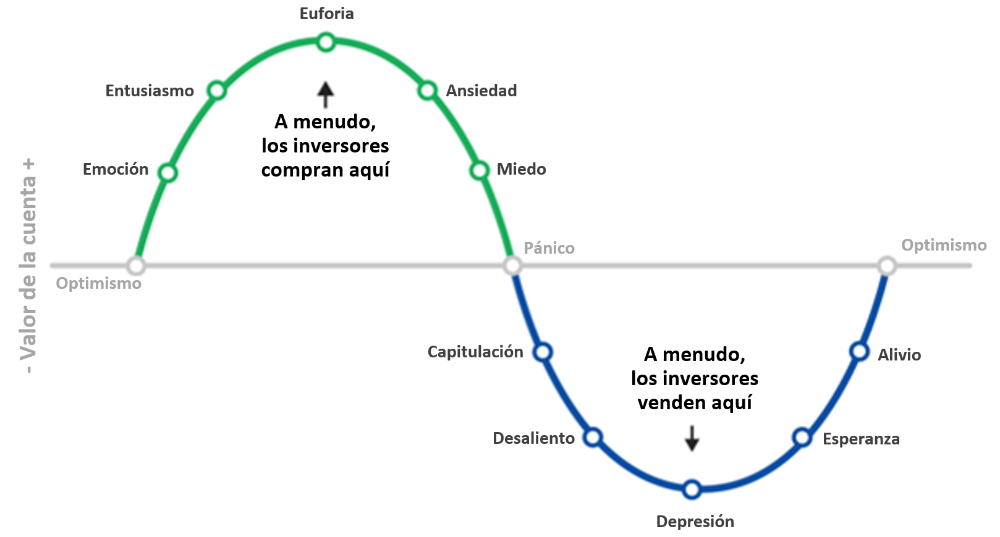 Euforia
Entusiasmo
Ansiedad
A menudo,
los inversores
compran aquí
Emoción
Miedo
- Valor de la cuenta +
Optimismo
Pánico
Optimismo
Capitulación
A menudo,
los inversores
venden aquí
Alivio
Desaliento
Esperanza
Depresión